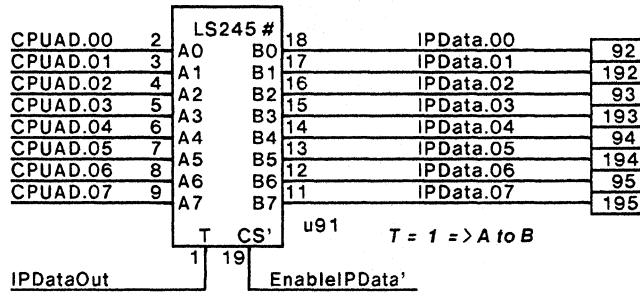 LS245 #
CPUAD.00 2 A0 B0 18 IPData.00 92
CPUAD.01 3 A1 B1 17 IPData.01 192
CPUAD.02 4 A2 B2 16 IPData.02 93
CPUAD.03 5 A3 B3 15 IPData.03 193
CPUAD.04 6 A4 B4 14 IPData.04 94
CPUAD.05 7 A5 B5 13 IPData.05 194
CPUAD.06 8 A6 B6 12 IPData.06 95
CPUAD.07 9 A7 B7 11 IPData.07 195
u91
T CS' T = 1 => A to B
1 19
IPDataOut EnableIPData'